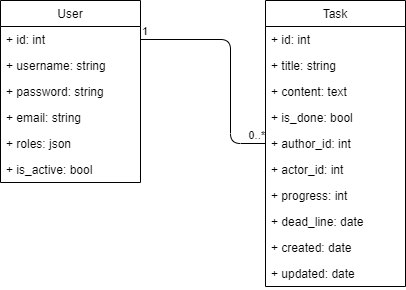 User
+ id: int
+ username: string
+ password: string
+ email: string
+ roles: json
+ is_active: bool
1
0..*
Task
+ id: int
+ title: string
+ content: text
+ is_done: bool
+ author_id: int
+ actor_id: int
+ progress: int
+ dead_line: date
+ created: date
+ updated: date